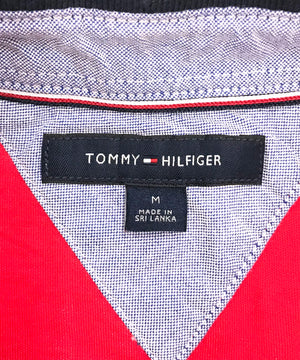 TOMMY HILFIGER
M
MADE IN
SRI LANKA